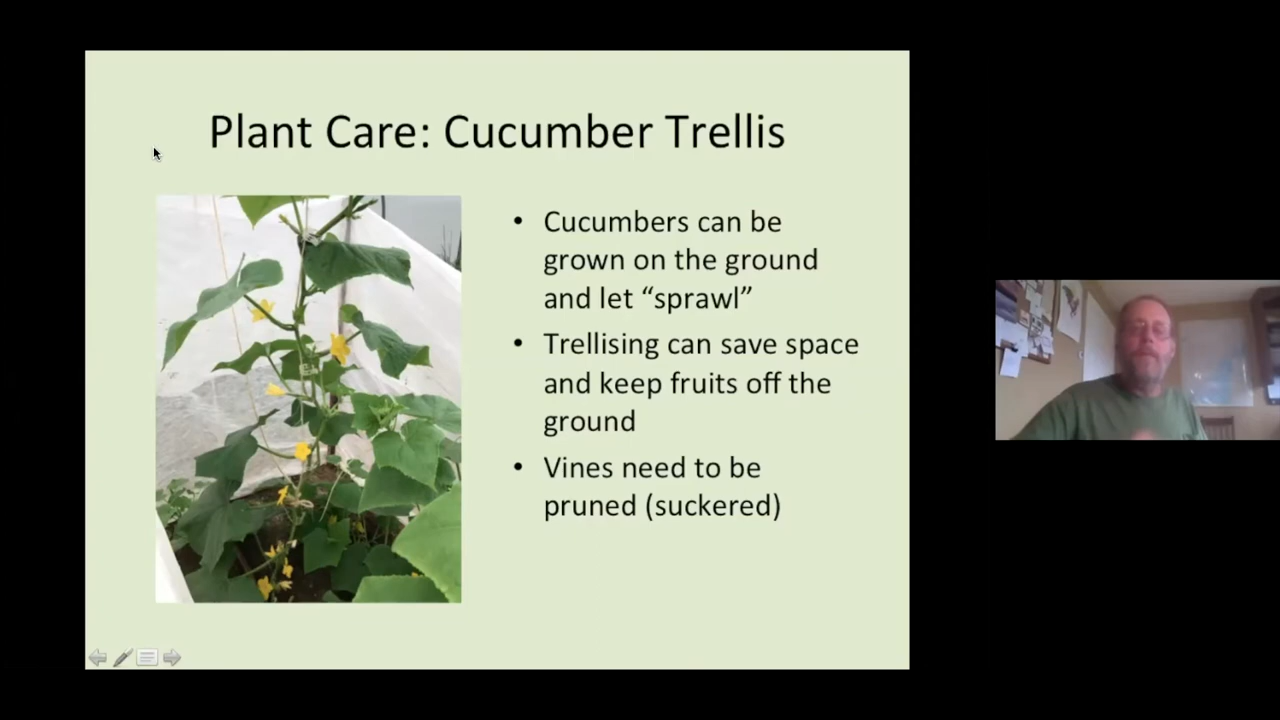 Plant Care: Cucumber Trellis
• Cucumbers can be
grown on the ground
and let “sprawl”
• Trellising can save space
and keep fruits off the
ground
• Vines need to be
pruned (suckered)